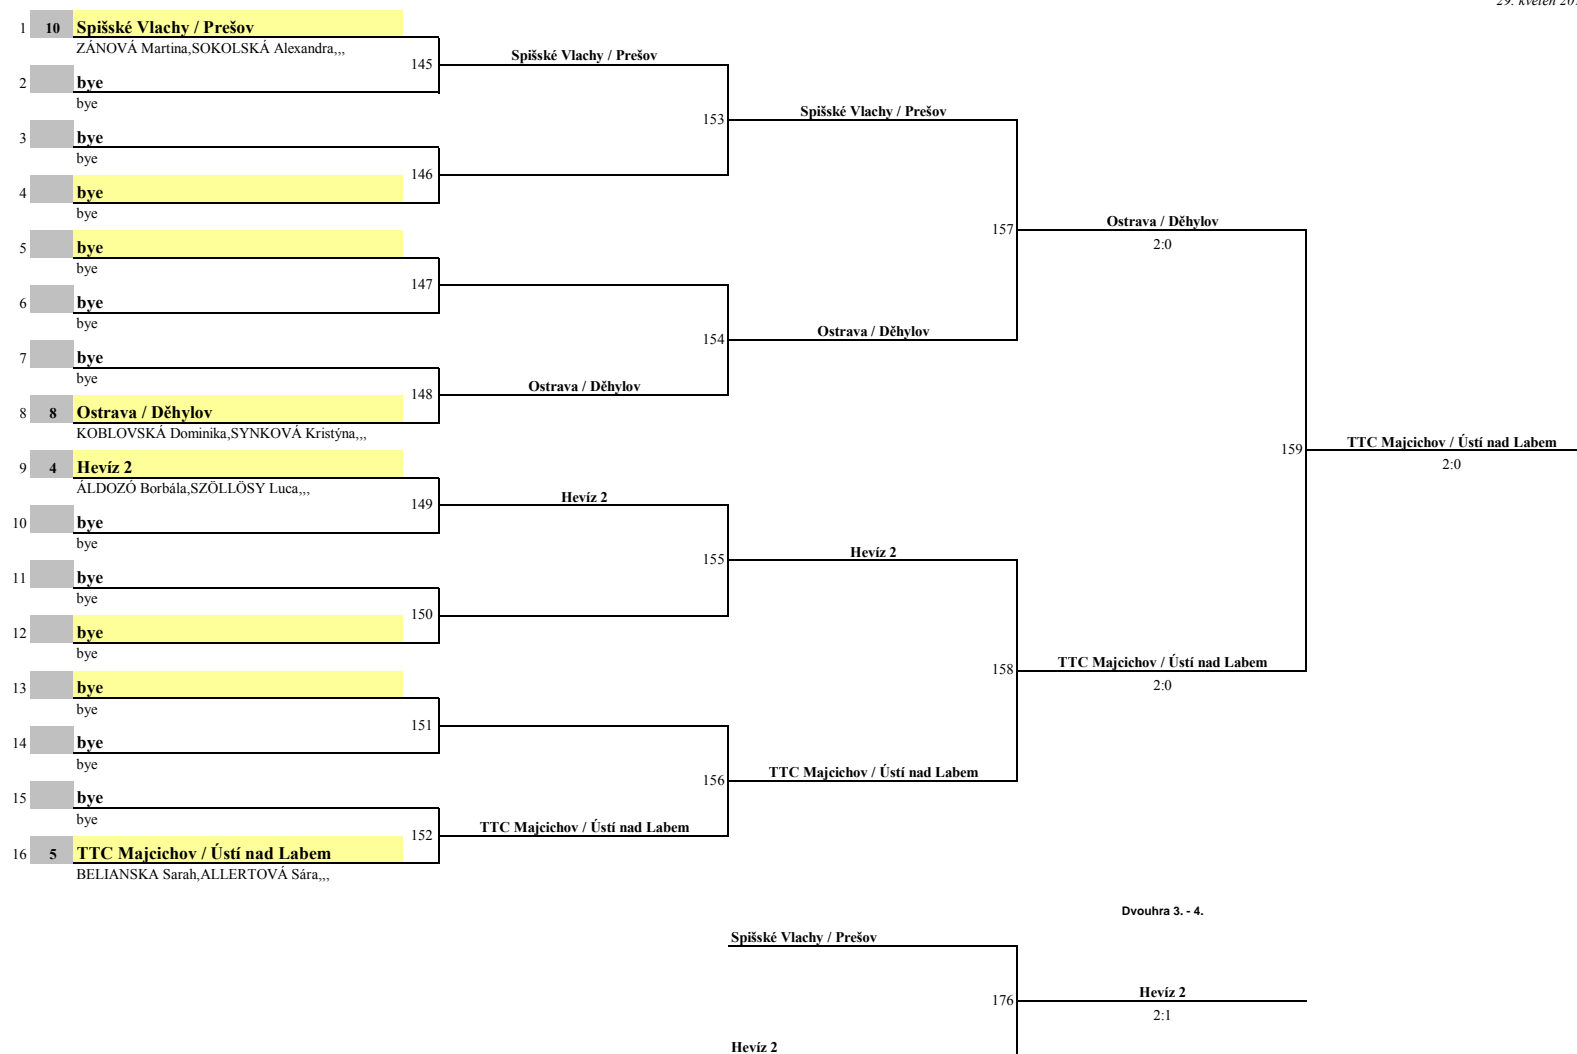 29. květen 20
1 10 Spišské Vlachy / Prešov
ZÁNOVÁ Martina,SOKOLSKÁ Alexandra,,,
145 Spišské Vlachy / Prešov
2 bye
bye
153 Spišské Vlachy / Prešov
3 bye
bye
146
4 bye
bye
157 Ostrava / Děhylov
2:0
5 bye
bye
147
6 bye
bye
154 Ostrava / Děhylov
7 bye
bye
148 Ostrava / Děhylov
8 8 Ostrava / Děhylov
KOBLOVSKÁ Dominika,SYNKOVÁ Kristýna,,,
159 TTC Majcichov / Ústí nad Labem
2:0
9 4 Hevíz 2
ÁLDOZÓ Borbála,SZÖLLÖSY Luca,,,
149 Hevíz 2
10 bye
bye
155 Hevíz 2
11 bye
bye
150
12 bye
bye
158 TTC Majcichov / Ústí nad Labem
2:0
13 bye
bye
151
14 bye
bye
156 TTC Majcichov / Ústí nad Labem
15 bye
bye
152 TTC Majcichov / Ústí nad Labem
16 5 TTC Majcichov / Ústí nad Labem
BELIANSKA Sarah,ALLERTOVÁ Sára,,,
Dvouhra 3. - 4.
Spišské Vlachy / Prešov
176 Hevíz 2
2:1
Hevíz 2